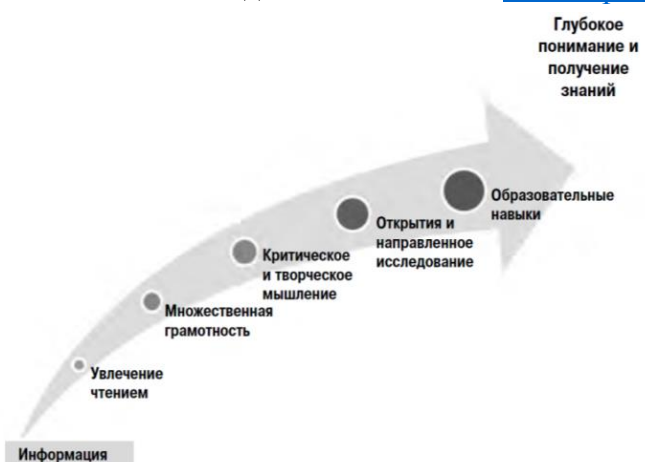 Глубокое
понимание и
получение
знаний
Образовательные
навыки
Открытия и
направленное
исследование
Критическое
и творческое
мышление
Множественная
грамотность
Увлечение
чтением
Информация